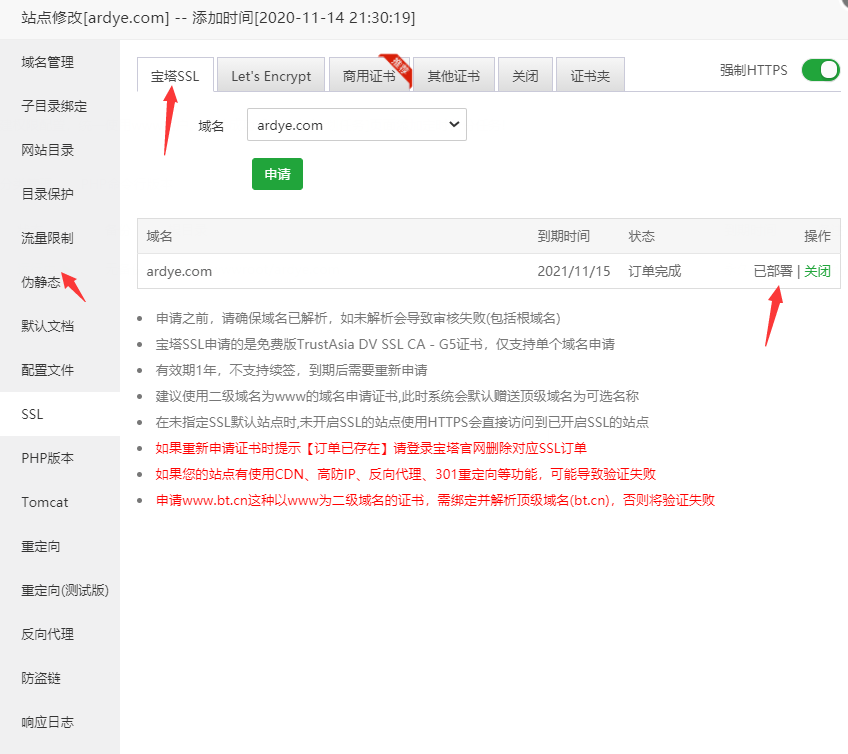 站点修改[ardye.com] -- 添加时间[2020-11-14 21:30:19]
域名管理
子目录绑定
网站目录
目录保护
流量限制
伪静态
默认文档
配置文件
SSL
PHP版本
Tomcat
重定向
重定向(测试版)
反向代理
防盗链
响应日志
宝塔SSL Let's Encrypt 商用证书 推荐 其他证书 关闭 证书夹 强制HTTPS
域名 ardye.com
申请
域名 到期时间 状态 操作
ardye.com 2021/11/15 订单完成 已部署 | 关闭
申请之前，请确保域名已解析，如未解析会导致审核失败(包括根域名)
宝塔SSL申请的是免费版TrustAsia DV SSL CA - G5证书，仅支持单个域名申请
有效期1年，不支持续签，到期后需要重新申请
建议使用二级域名为www的域名申请证书,此时系统会默认赠送顶级域名为可选名称
在未指定SSL默认站点时,未开启SSL的站点使用HTTPS会直接访问到已开启SSL的站点
如果重新申请证书时提示【订单已存在】请登录宝塔官网删除对应SSL订单
如果您的站点有使用CDN、高防IP、反向代理、301重定向等功能，可能导致验证失败
申请www.bt.cn这种以www为二级域名的证书，需绑定并解析顶级域名(bt.cn)，否则将验证失败